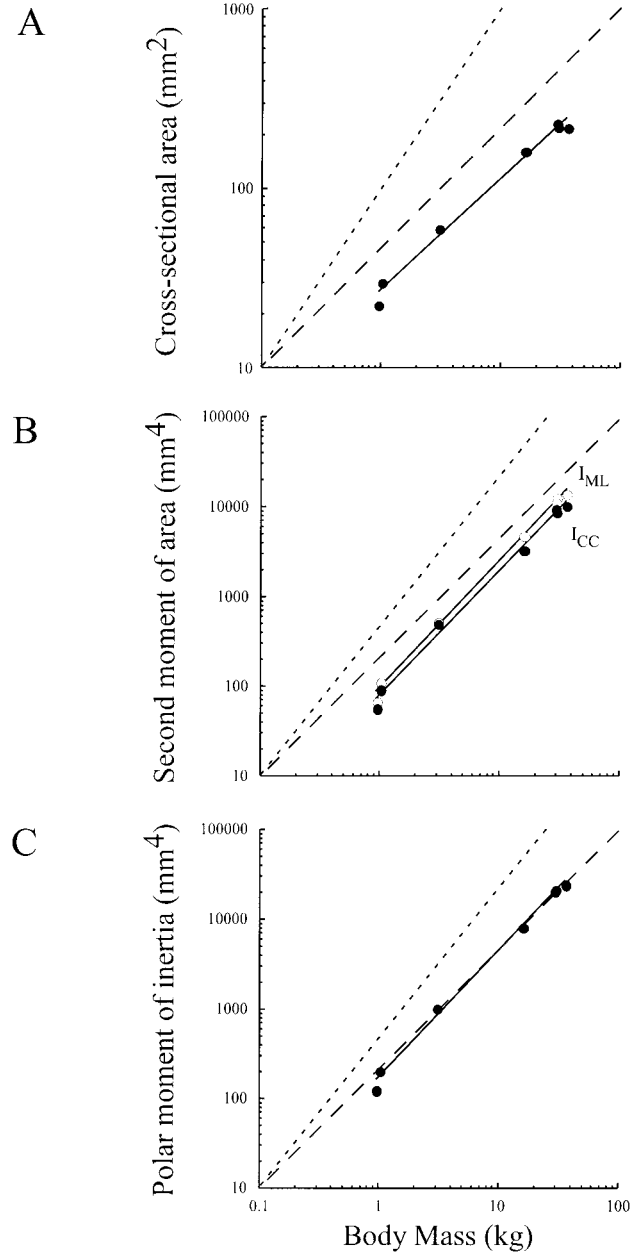 A
Cross-sectional area (mm2)
1000
100
10
B
Second moment of area (mm4)
100000
10000
1000
100
10
IML
ICC
C
Polar moment of inertia (mm4)
100000
10000
1000
100
10
0.1
1
10
100
Body Mass (kg)